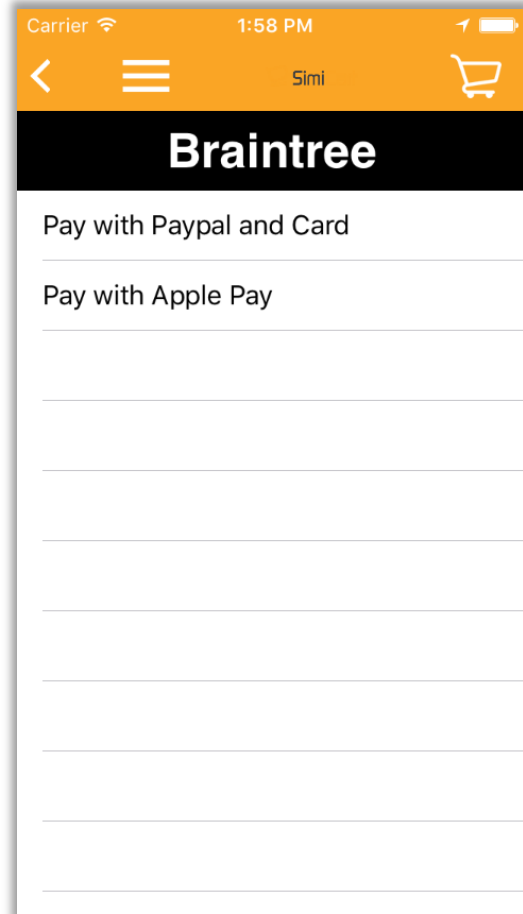 Carrier 1:58 PM
Simi
Braintree
Pay with Paypal and Card
Pay with Apple Pay